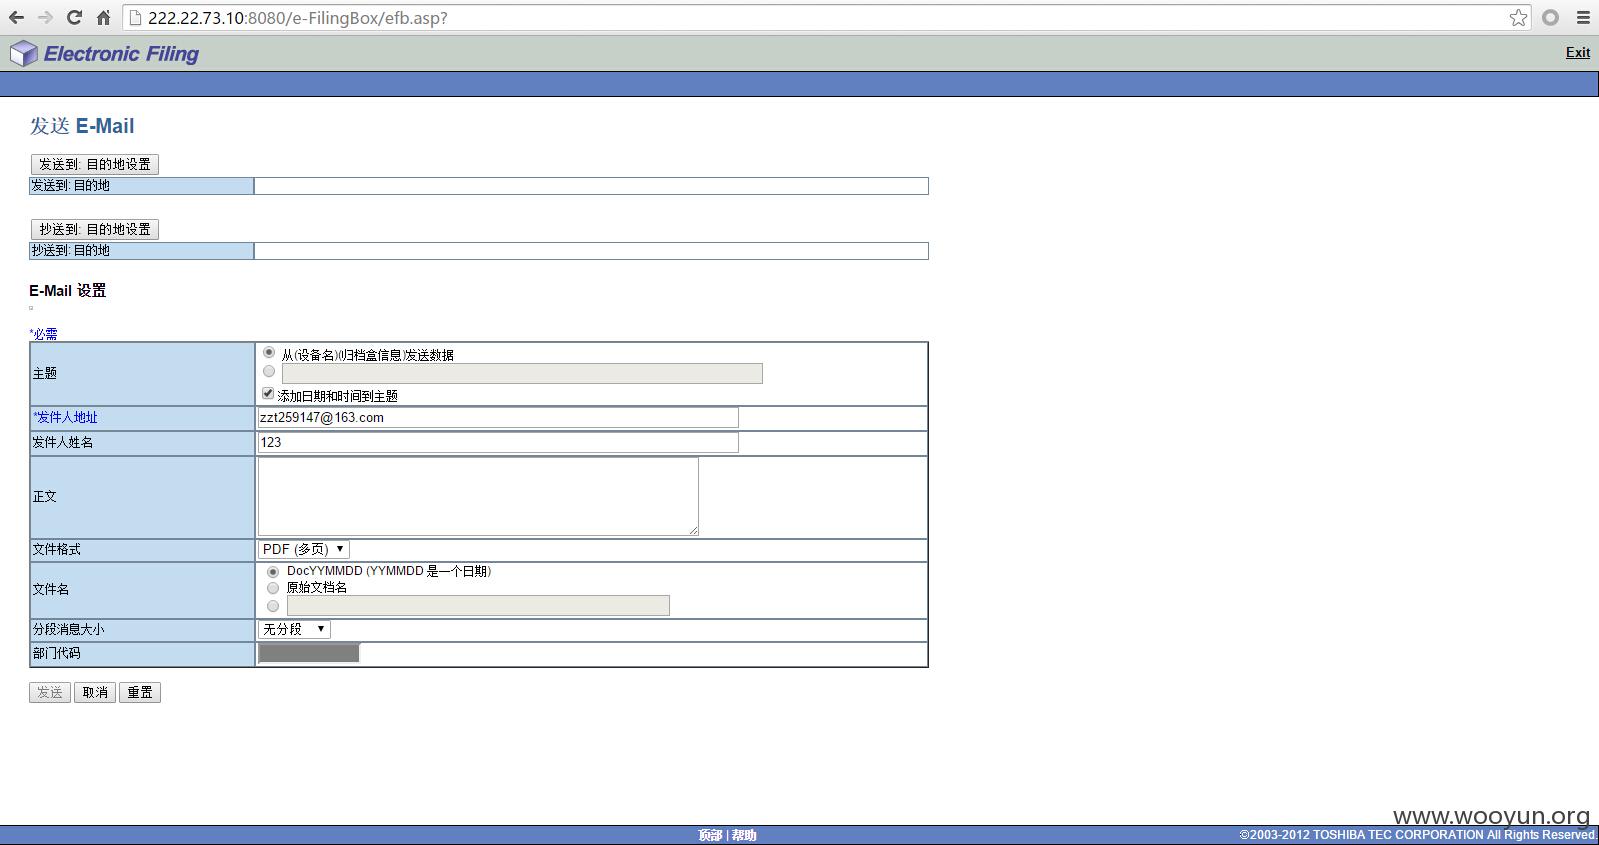 222.22.73.10:8080/e-FilingBox/efb.asp?
Electronic Filing
Exit
发送 E-Mail
发送到: 目的地设置
发送到: 目的地
抄送到: 目的地设置
抄送到: 目的地
E-Mail 设置
*必需
主题
从(设备名)(归档盒信息)发送数据
添加日期和时间到主题
*发件人地址 zzt259147@163.com
发件人姓名 123
正文
文件格式 PDF (多页)
文件名
DocYYMMDD (YYMMDD 是一个日期)
原始文档名
分段消息大小 无分段
部门代码
发送 取消 重置
www.wooyun.org
顶部 | 帮助
©2003-2012 TOSHIBA TEC CORPORATION All Rights Reserved.